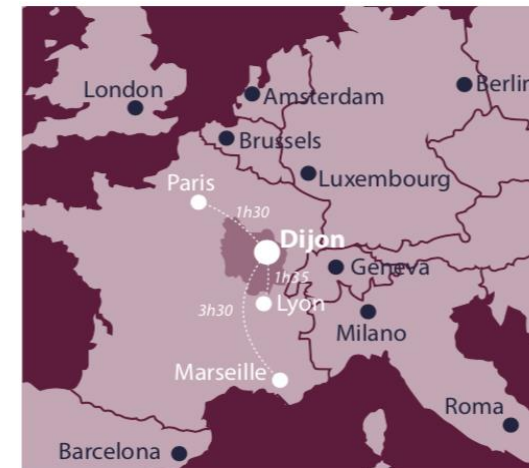 London
Amsterdam
Berlin
Brussels
Luxembourg
Paris
1h30
Dijon
Geneva
1h35
Lyon
3h30
Milano
Marseille
Roma
Barcelona